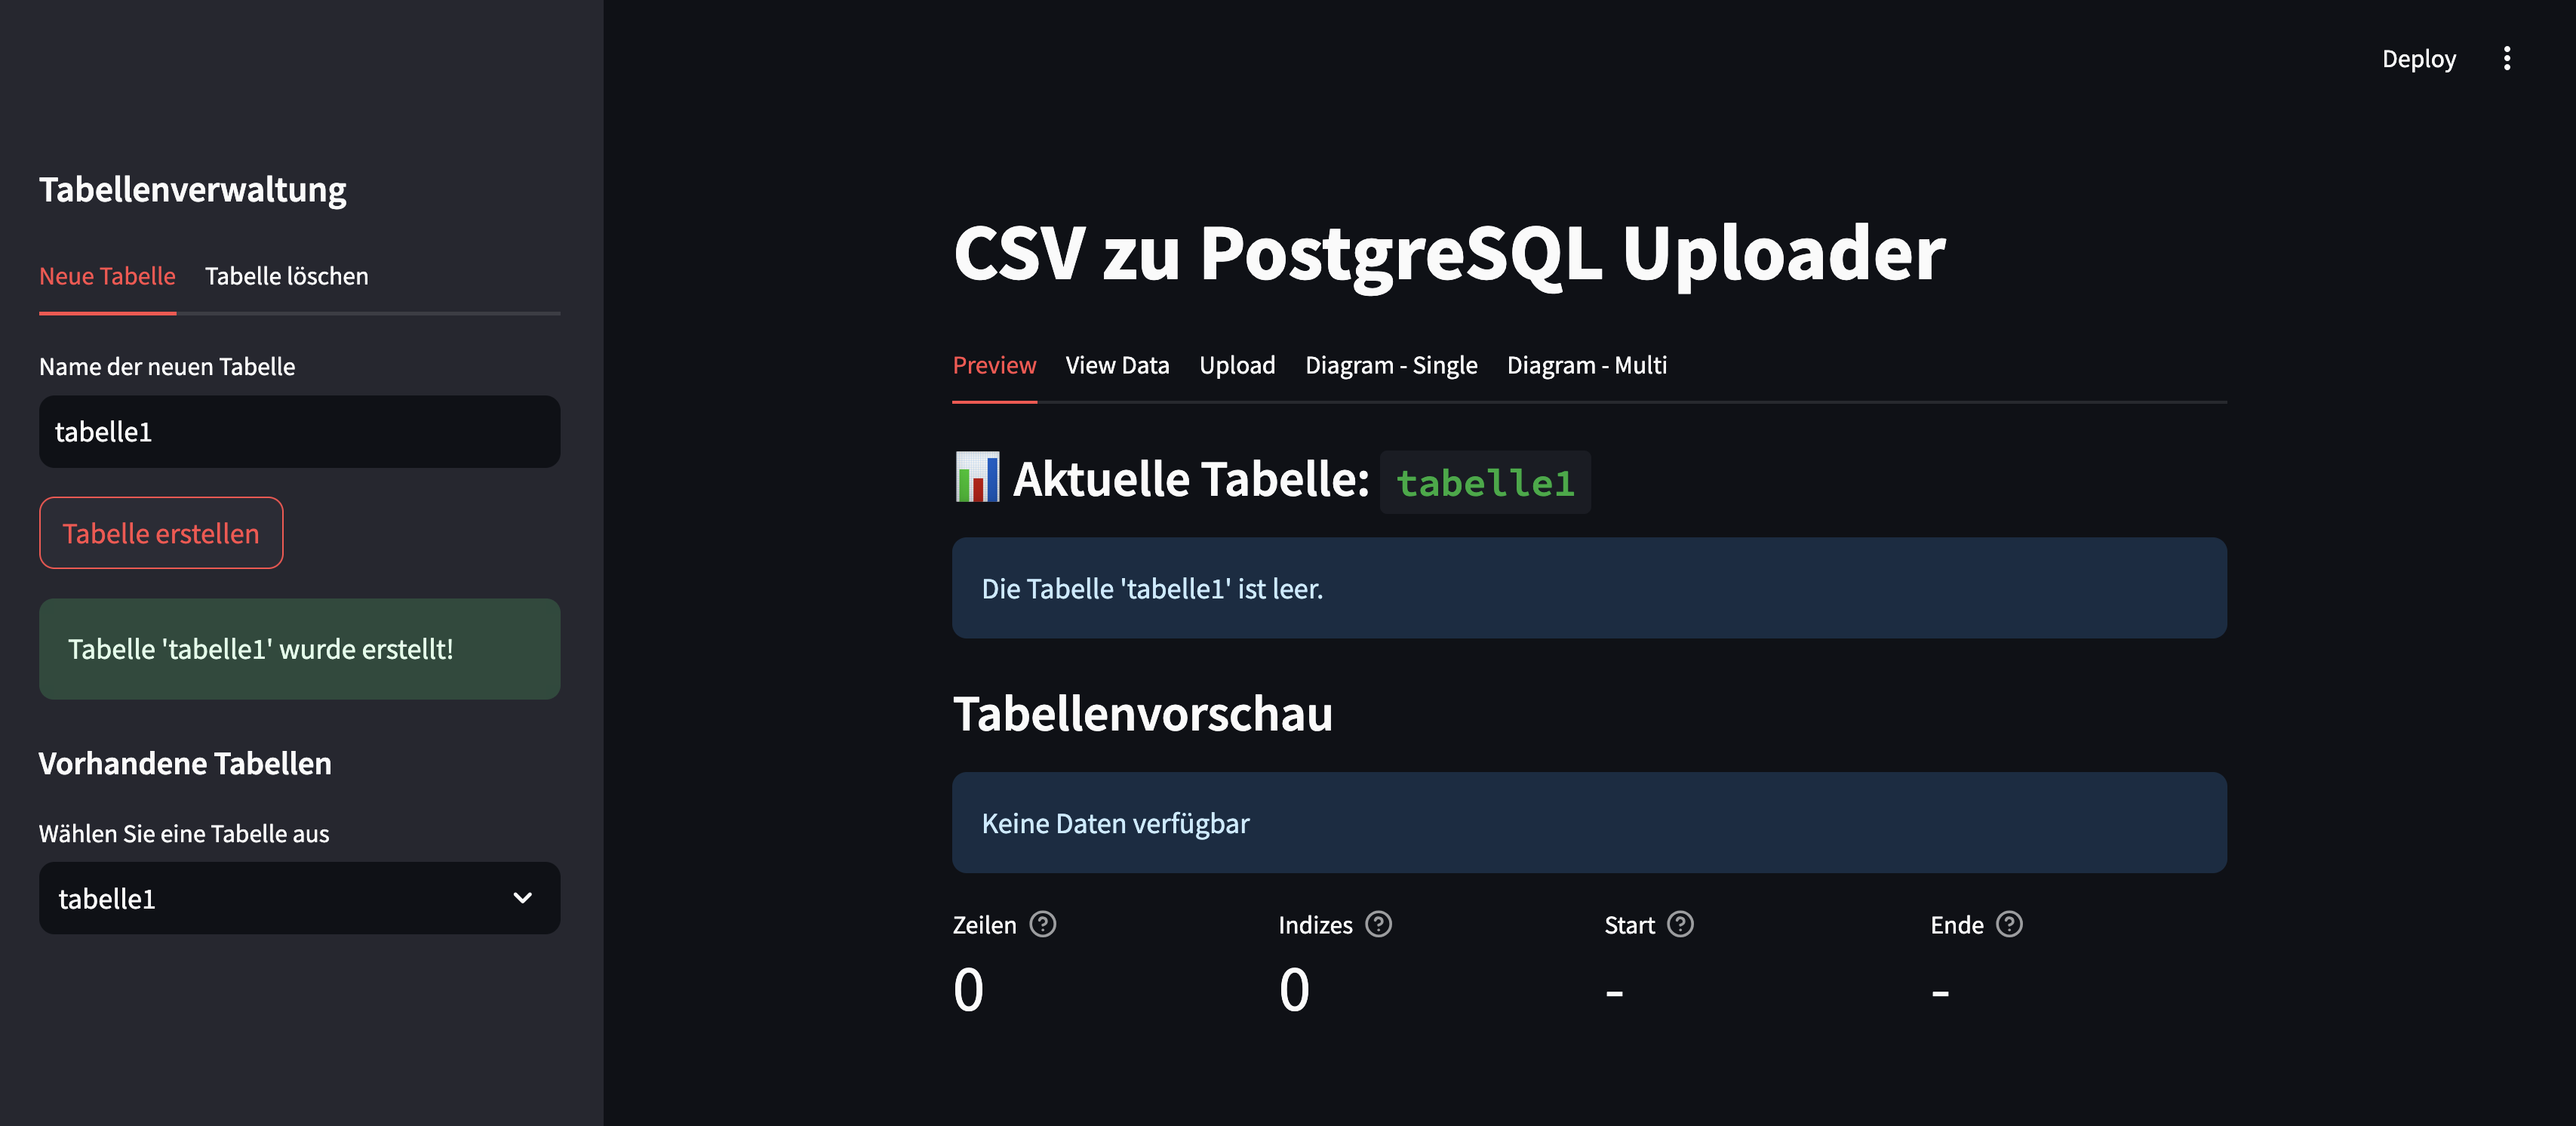 Deploy
Tabellenverwaltung
Neue Tabelle Tabelle löschen
Name der neuen Tabelle
tabelle1
Tabelle erstellen
Tabelle 'tabelle1' wurde erstellt!
Vorhandene Tabellen
Wählen Sie eine Tabelle aus
tabelle1
CSV zu PostgreSQL Uploader
Preview View Data Upload Diagram - Single Diagram - Multi
📊 Aktuelle Tabelle: tabelle1
Die Tabelle 'tabelle1' ist leer.
Tabellenvorschau
Keine Daten verfügbar
Zeilen Indizes Start Ende
0 0 - -